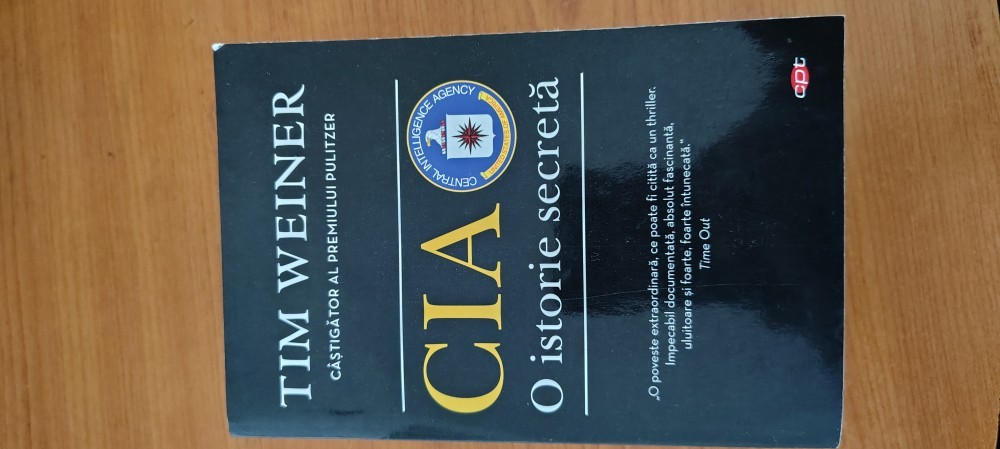 TIM WEINER
CÂȘTIGĂTOR AL PREMIULUI PULITZER
CIA
CENTRAL INTELLIGENCE AGENCY
UNITED STATES OF AMERICA
O istorie secretă
„O poveste extraordinară, ce poate fi citită ca un thriller.
Impecabil documentată, absolut fascinantă,
uluitoare și foarte, foarte întunecată.”
Time Out
cpt